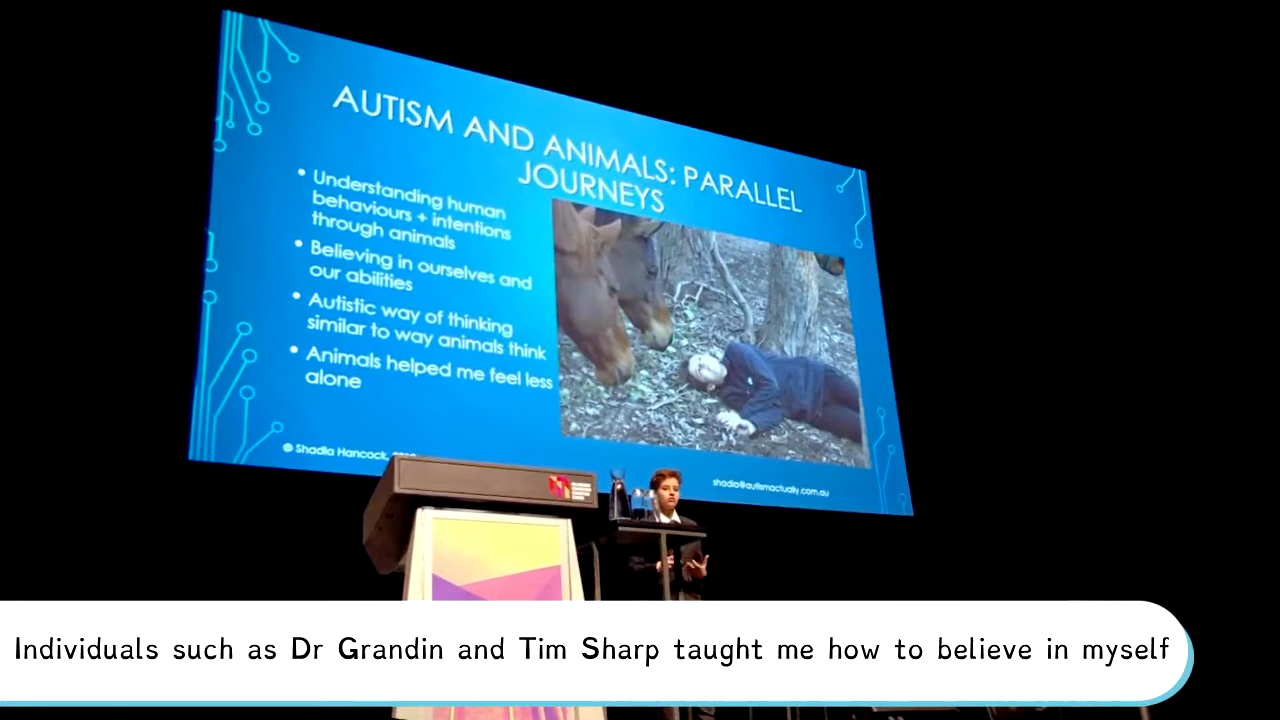 AUTISM AND ANIMALS: PARALLEL
JOURNEYS
• Understanding human
behaviours + intentions
through animals
• Believing in ourselves and
our abilities
• Autistic way of thinking
similar to way animals think
• Animals helped me feel less
alone
© Shadia Hancock,
shadia@autismactually.com.au
Individuals such as Dr Grandin and Tim Sharp taught me how to believe in myself